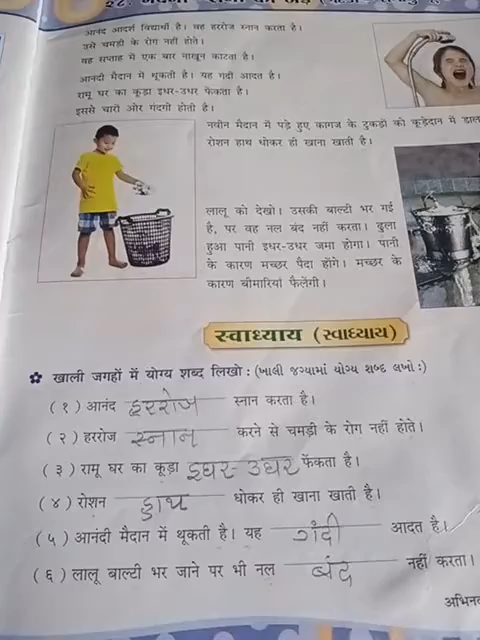 आनंद आदर्श विद्यार्थी है। वह हररोज स्नान करता है।
उसे चमड़ी के रोग नहीं होते।
वह सप्ताह में एक बार नाखून काटता है।
आनंदी मैदान में थूकती है। यह गंदी आदत है।
रामू घर का कूड़ा इधर-उधर फेंकता है।
इससे चारों ओर गंदगी होती है।
नवीन मैदान में पड़े हुए कागज के टुकड़ों को कूड़ेदान में
रोशन हाथ धोकर ही खाना खाती है।
लालू को देखो। उसकी बाल्टी भर गई
है, पर वह नल बंद नहीं करता। ढुला
हुआ पानी इधर-उधर जमा होगा। पानी
के कारण मच्छर पैदा होंगे। मच्छर के
कारण बीमारियाँ फैलेंगी।
स्वाध्याय (સ્વાધ્યાય)
खाली जगहों में योग्य शब्द लिखो : (ખાલી જગ્યામાં યોગ્ય શબ્દ લખો :)
(१) आनंद हररोज स्नान करता है।
(२) हररोज स्नान करने से चमड़ी के रोग नहीं होते।
(३) रामू घर का कूड़ा इधर-उधर फेंकता है।
(४) रोशन हाथ धोकर ही खाना खाती है।
(५) आनंदी मैदान में थूकती है। यह गंदी आदत है।
(६) लालू बाल्टी भर जाने पर भी नल बंद नहीं करता।